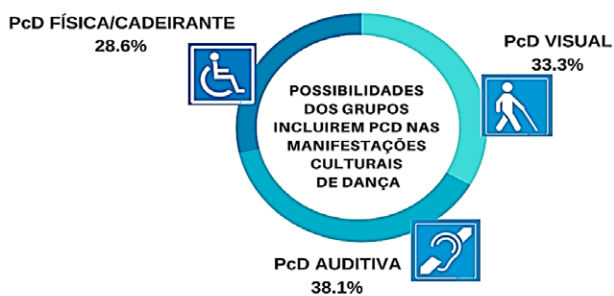 PcD FÍSICA/CADEIRANTE
28.6%
PcD VISUAL
33.3%
POSSIBILIDADES
DOS GRUPOS
INCLUIREM PCD NAS
MANIFESTAÇÕES
CULTURAIS
DE DANÇA
PcD AUDITIVA
38.1%